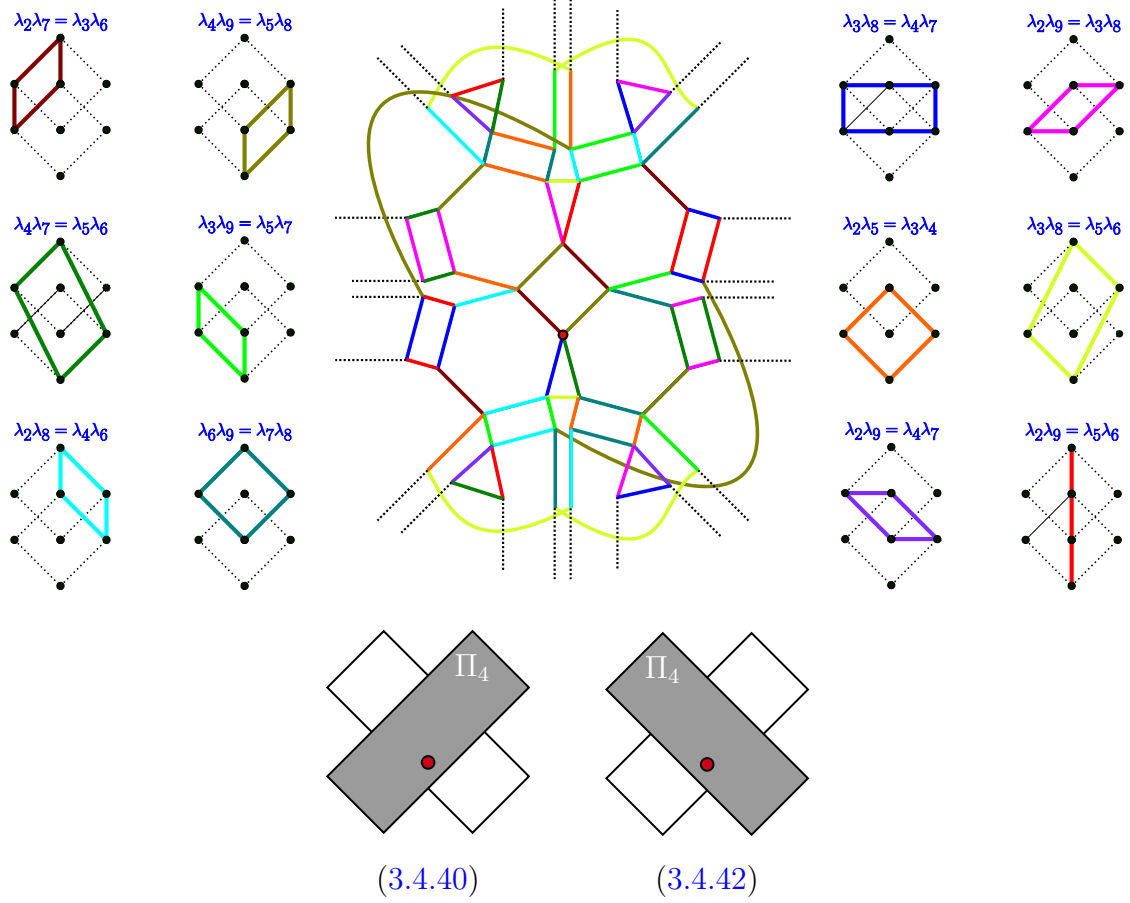 λ₂λ₇ = λ₃λ₆
λ₄λ₉ = λ₅λ₈
λ₃λ₈ = λ₄λ₇
λ₂λ₉ = λ₃λ₈
λ₄λ₇ = λ₅λ₆
λ₃λ₉ = λ₅λ₇
λ₂λ₅ = λ₃λ₄
λ₃λ₈ = λ₅λ₆
λ₂λ₈ = λ₄λ₆
λ₆λ₉ = λ₇λ₈
λ₂λ₉ = λ₄λ₇
λ₂λ₉ = λ₅λ₆
Π₄
Π₄
(3.4.40)
(3.4.42)